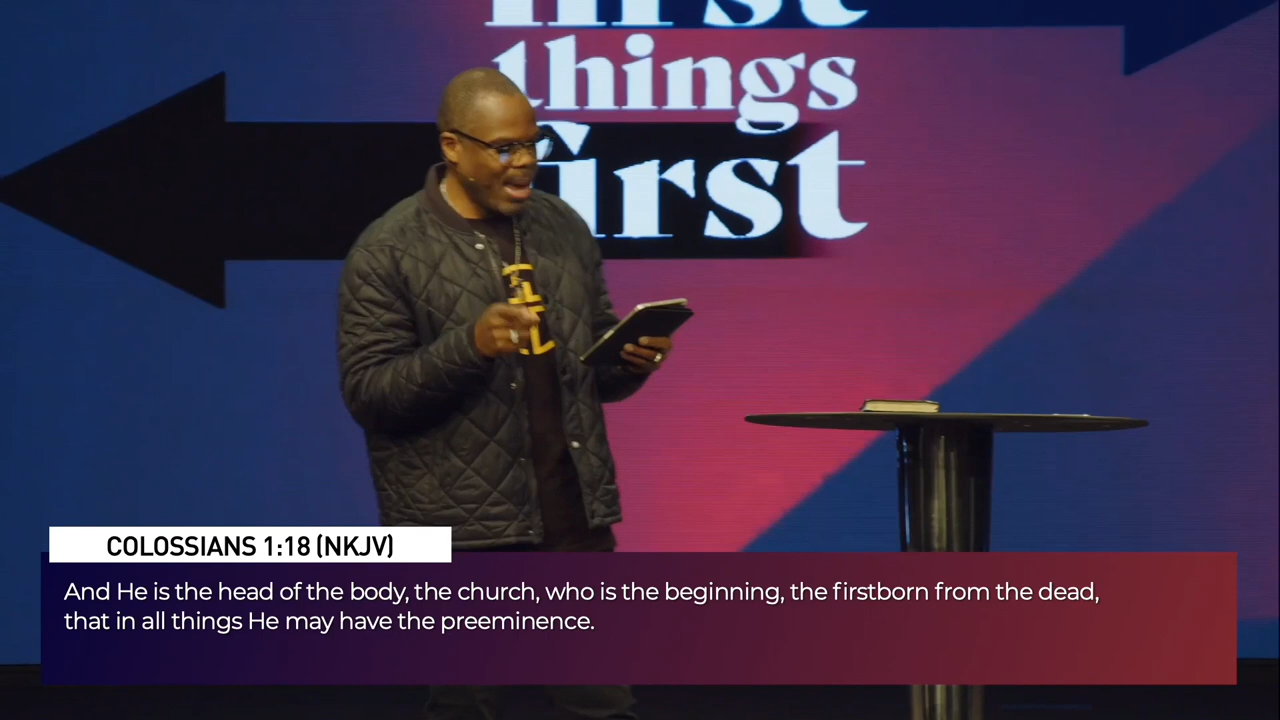 first
things
first
COLOSSIANS 1:18 (NKJV)
And He is the head of the body, the church, who is the beginning, the firstborn from the dead,
that in all things He may have the preeminence.